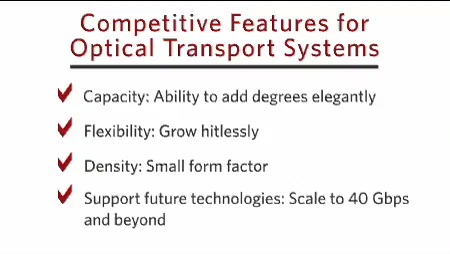 Competitive Features for
Optical Transport Systems
Capacity: Ability to add degrees elegantly
Flexibility: Grow hitlessly
Density: Small form factor
Support future technologies: Scale to 40 Gbps
and beyond